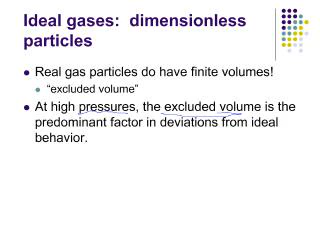 Ideal gases:  dimensionless
particles
Real gas particles do have finite volumes!
“excluded volume”
At high pressures, the excluded volume is the
predominant factor in deviations from ideal
behavior.